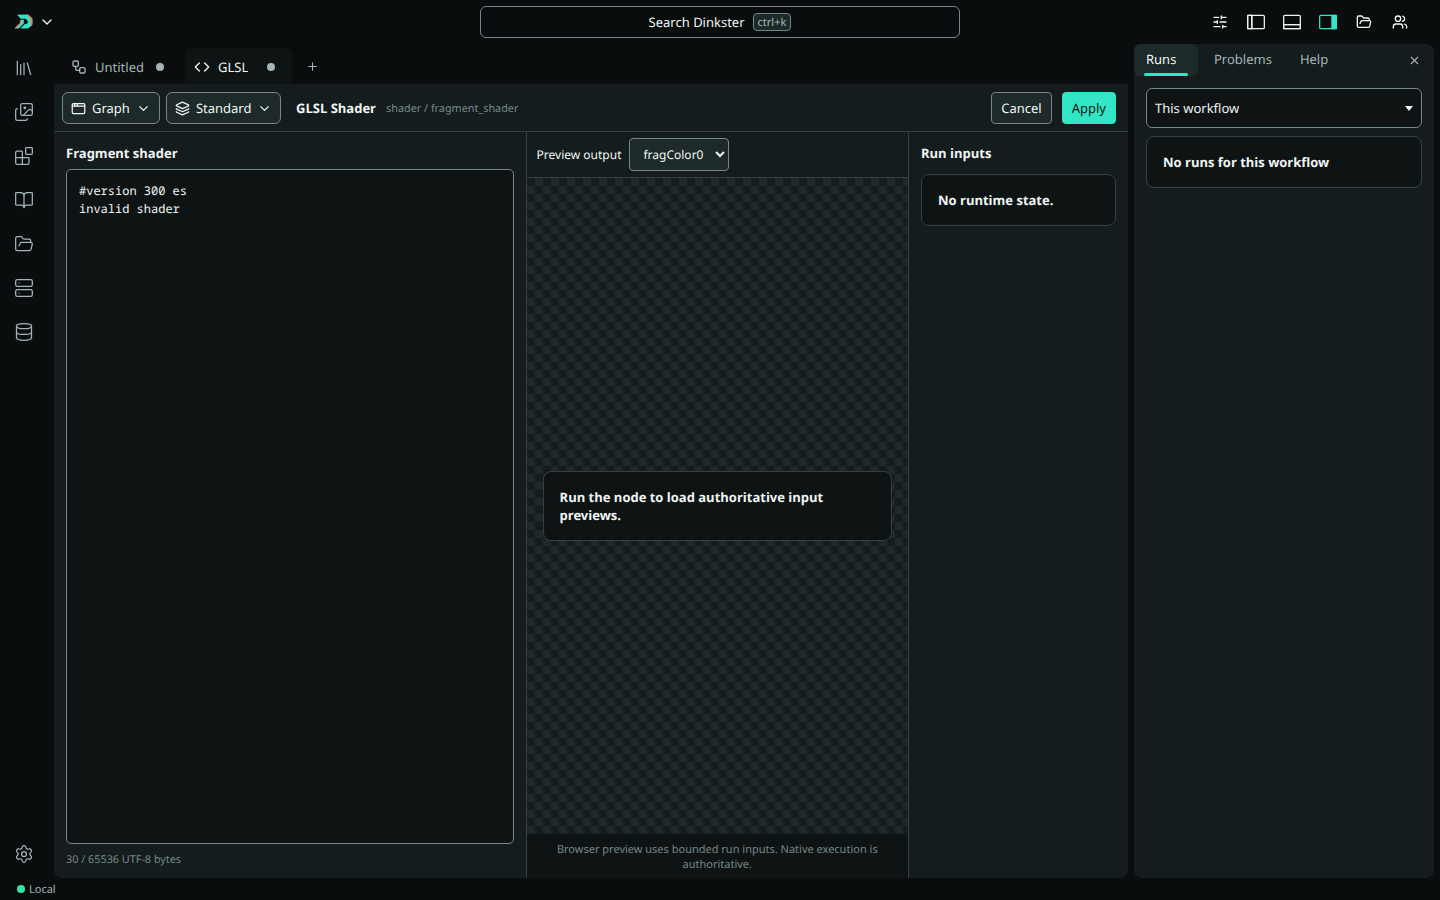 Search Dinkster ctrl+k
Untitled
GLSL
Runs
Problems
Help
Graph
Standard
GLSL Shader
shader / fragment_shader
Cancel
Apply
This workflow
No runs for this workflow
Fragment shader
#version 300 es
invalid shader
30 / 65536 UTF-8 bytes
Preview output
fragColor0
Run the node to load authoritative input
previews.
Browser preview uses bounded run inputs. Native execution is
authoritative.
Run inputs
No runtime state.
Local